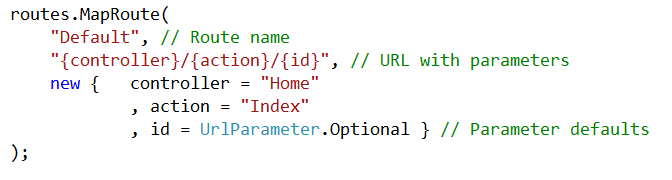 routes.MapRoute(
    "Default", // Route name
    "{controller}/{action}/{id}", // URL with parameters
    new {   controller = "Home"
            , action = "Index"
            , id = UrlParameter.Optional } // Parameter defaults
);